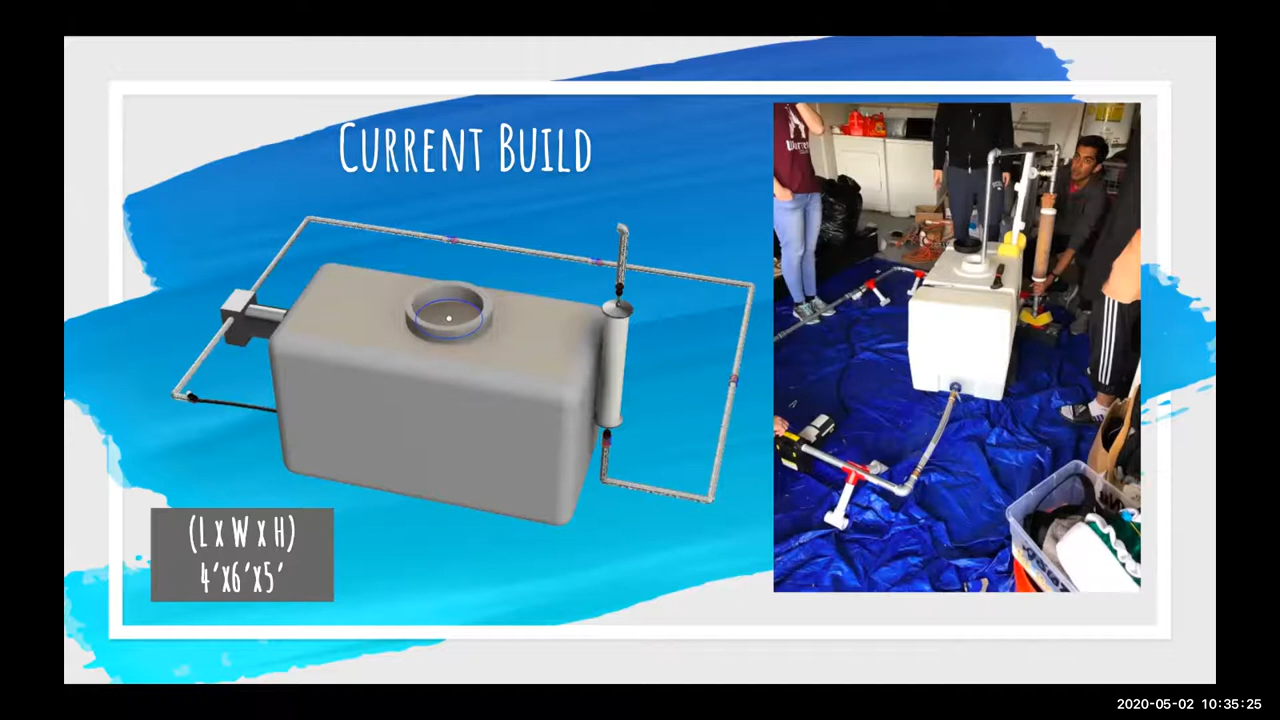 Current Build
(L x W x H)
4'x6'x5'
2020-05-02 10:35:25